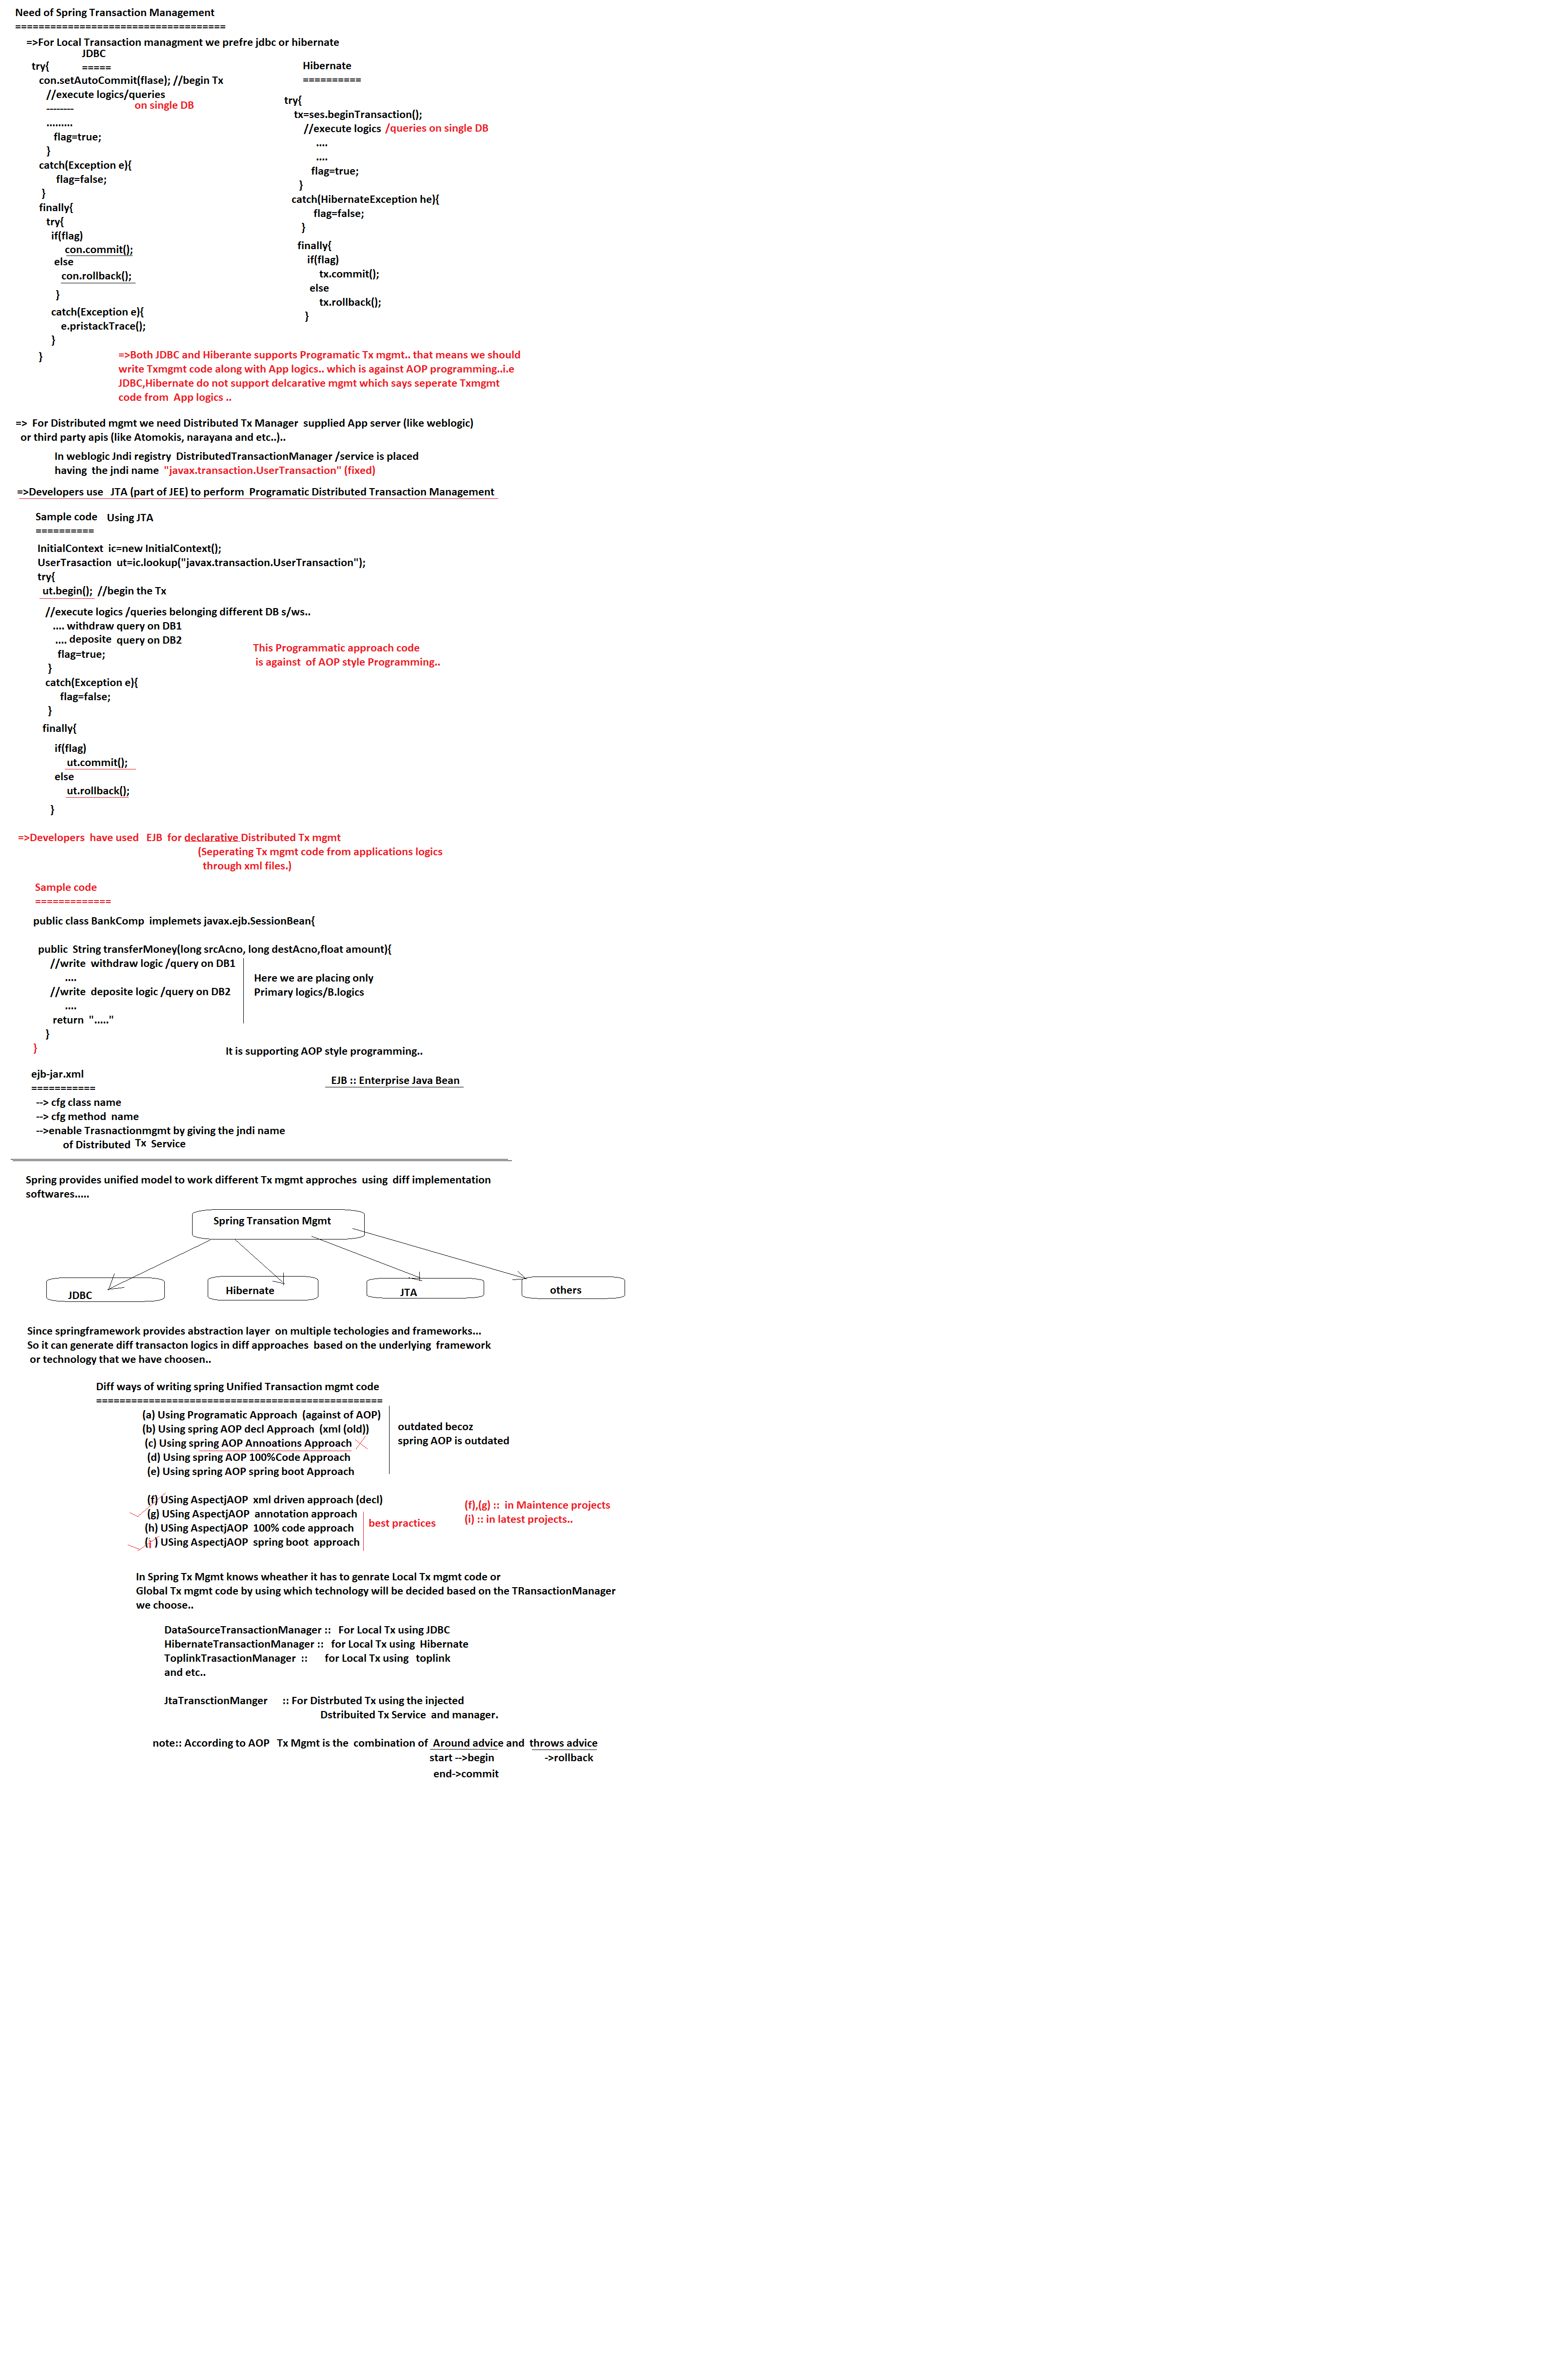 Need of Spring Transaction Management
====================================
=>For Local Transaction managment we prefre jdbc or hibernate
JDBC
=====
try{
con.setAutoCommit(flase); //begin Tx
//execute logics/queries
--------
on single DB
.........
flag=true;
}
catch(Exception e){
flag=false;
}
finally{
try{
if(flag)
con.commit();
else
con.rollback();
}
catch(Exception e){
e.pristackTrace();
}
}
Hibernate
==========
try{
tx=ses.beginTransaction();
//execute logics /queries on single DB
....
....
flag=true;
}
catch(HibernateException he){
flag=false;
}
finally{
if(flag)
tx.commit();
else
tx.rollback();
}
=>Both JDBC and Hiberante supports Programatic Tx mgmt.. that means we should
write Txmgmt code along with App logics.. which is against AOP programming..i.e
JDBC,Hibernate do not support delcarative mgmt which says seperate Txmgmt
code from App logics ..
=> For Distributed mgmt we need Distributed Tx Manager supplied App server (like weblogic)
or third party apis (like Atomokis, narayana and etc..)..
In weblogic Jndi registry DistributedTransactionManager /service is placed
having the jndi name "javax.transaction.UserTransaction" (fixed)
=>Developers use JTA (part of JEE) to perform Programatic Distributed Transaction Management
Sample code Using JTA
==========
InitialContext ic=new InitialContext();
UserTrasaction ut=ic.lookup("javax.transaction.UserTransaction");
try{
ut.begin(); //begin the Tx
//execute logics /queries belonging different DB s/ws..
.... withdraw query on DB1
.... deposite query on DB2
flag=true;
}
catch(Exception e){
flag=false;
}
finally{
if(flag)
ut.commit();
else
ut.rollback();
}
This Programmatic approach code
is against of AOP style Programming..
=>Developers have used EJB for declarative Distributed Tx mgmt
(Seperating Tx mgmt code from applications logics
through xml files.)
Sample code
=============
public class BankComp implemets javax.ejb.SessionBean{
public String transferMoney(long srcAcno, long destAcno,float amount){
//write withdraw logic /query on DB1
....
//write deposite logic /query on DB2
....
return "....."
}
}
Here we are placing only
Primary logics/B.logics
It is supporting AOP style programming..
ejb-jar.xml
===========
--> cfg class name
--> cfg method name
-->enable Trasnactionmgmt by giving the jndi name
of Distributed Tx Service
EJB :: Enterprise Java Bean
Spring provides unified model to work different Tx mgmt approches using diff implementation
softwares.....
Spring Transation Mgmt
JDBC
Hibernate
JTA
others
Since springframework provides abstraction layer on multiple techologies and frameworks...
So it can generate diff transacton logics in diff approaches based on the underlying framework
or technology that we have choosen..
Diff ways of writing spring Unified Transaction mgmt code
=================================================
(a) Using Programatic Approach (against of AOP)
(b) Using spring AOP decl Approach (xml (old))
(c) Using spring AOP Annoations Approach
(d) Using spring AOP 100%Code Approach
(e) Using spring AOP spring boot Approach
outdated becoz
spring AOP is outdated
(f) USing AspectjAOP xml driven approach (decl)
(g) USing AspectjAOP annotation approach
(h) USing AspectjAOP 100% code approach
(i ) USing AspectjAOP spring boot approach
best practices
(f),(g) :: in Maintence projects
(i) :: in latest projects..
In Spring Tx Mgmt knows wheather it has to genrate Local Tx mgmt code or
Global Tx mgmt code by using which technology will be decided based on the TRansactionManager
we choose..
DataSourceTransactionManager :: For Local Tx using JDBC
HibernateTransactionManager :: for Local Tx using Hibernate
ToplinkTrasactionManager :: for Local Tx using toplink
and etc..
JtaTransctionManger :: For Distrbuted Tx using the injected
Dstribuited Tx Service and manager.
note:: According to AOP Tx Mgmt is the combination of Around advice and throws advice
start -->begin ->rollback
end->commit